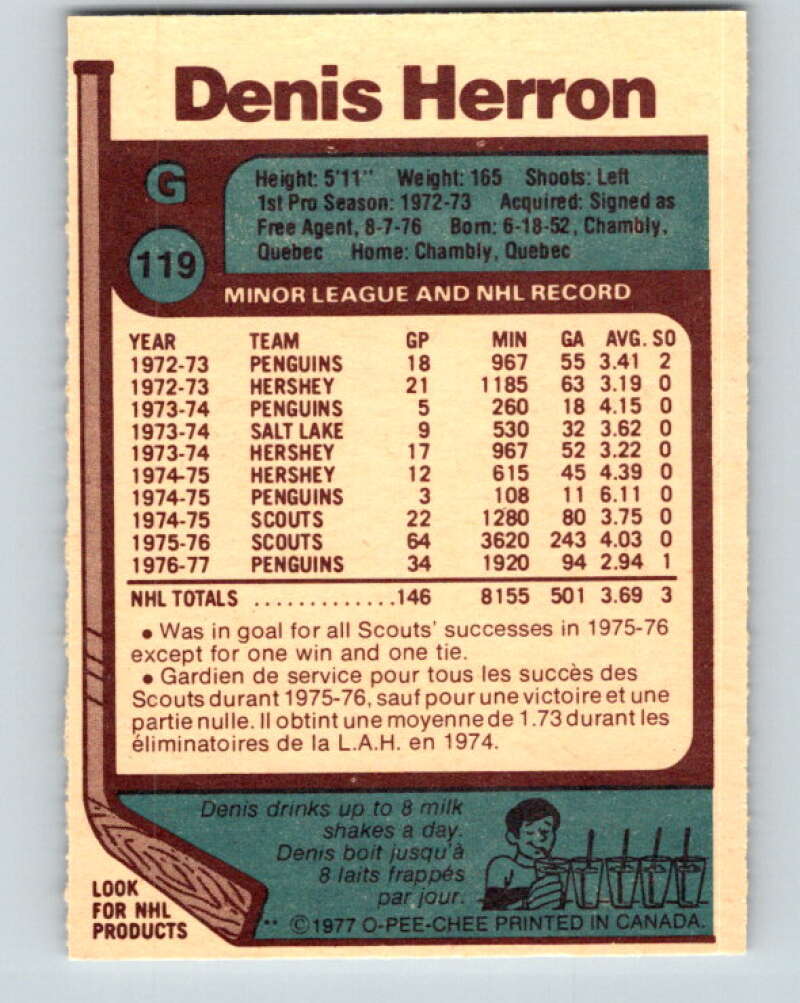 Denis Herron
G
119
Height: 5'11" Weight: 165 Shoots: Left
1st Pro Season: 1972-73 Acquired: Signed as
Free Agent, 8-7-76 Born: 6-18-52, Chambly,
Quebec Home: Chambly, Quebec
MINOR LEAGUE AND NHL RECORD
YEAR TEAM GP MIN GA AVG. SO
1972-73 PENGUINS 18 967 55 3.41 2
1972-73 HERSHEY 21 1185 63 3.19 0
1973-74 PENGUINS 5 260 18 4.15 0
1973-74 SALT LAKE 9 530 32 3.62 0
1973-74 HERSHEY 17 967 52 3.22 0
1974-75 HERSHEY 12 615 45 4.39 0
1974-75 PENGUINS 3 108 11 6.11 0
1974-75 SCOUTS 22 1280 80 3.75 0
1975-76 SCOUTS 64 3620 243 4.03 0
1976-77 PENGUINS 34 1920 94 2.94 1
NHL TOTALS ..............146 8155 501 3.69 3
• Was in goal for all Scouts' successes in 1975-76
except for one win and one tie.
• Gardien de service pour tous les succès des
Scouts durant 1975-76, sauf pour une victoire et une
partie nulle. Il obtint une moyenne de 1.73 durant les
éliminatoires de la L.A.H. en 1974.
Denis drinks up to 8 milk
shakes a day.
Denis boit jusqu'à
8 laits frappés
par jour.
LOOK
FOR NHL
PRODUCTS
** ©1977 O-PEE-CHEE PRINTED IN CANADA.